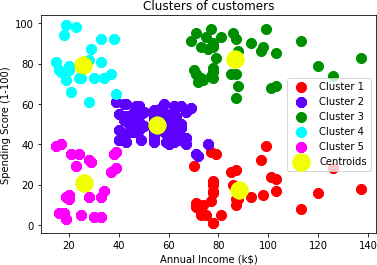 Clusters of customers
100
80
60
40
20
0
Spending Score (1-100)
Cluster 1
Cluster 2
Cluster 3
Cluster 4
Cluster 5
Centroids
20 40 60 80 100 120 140
Annual Income (k$)